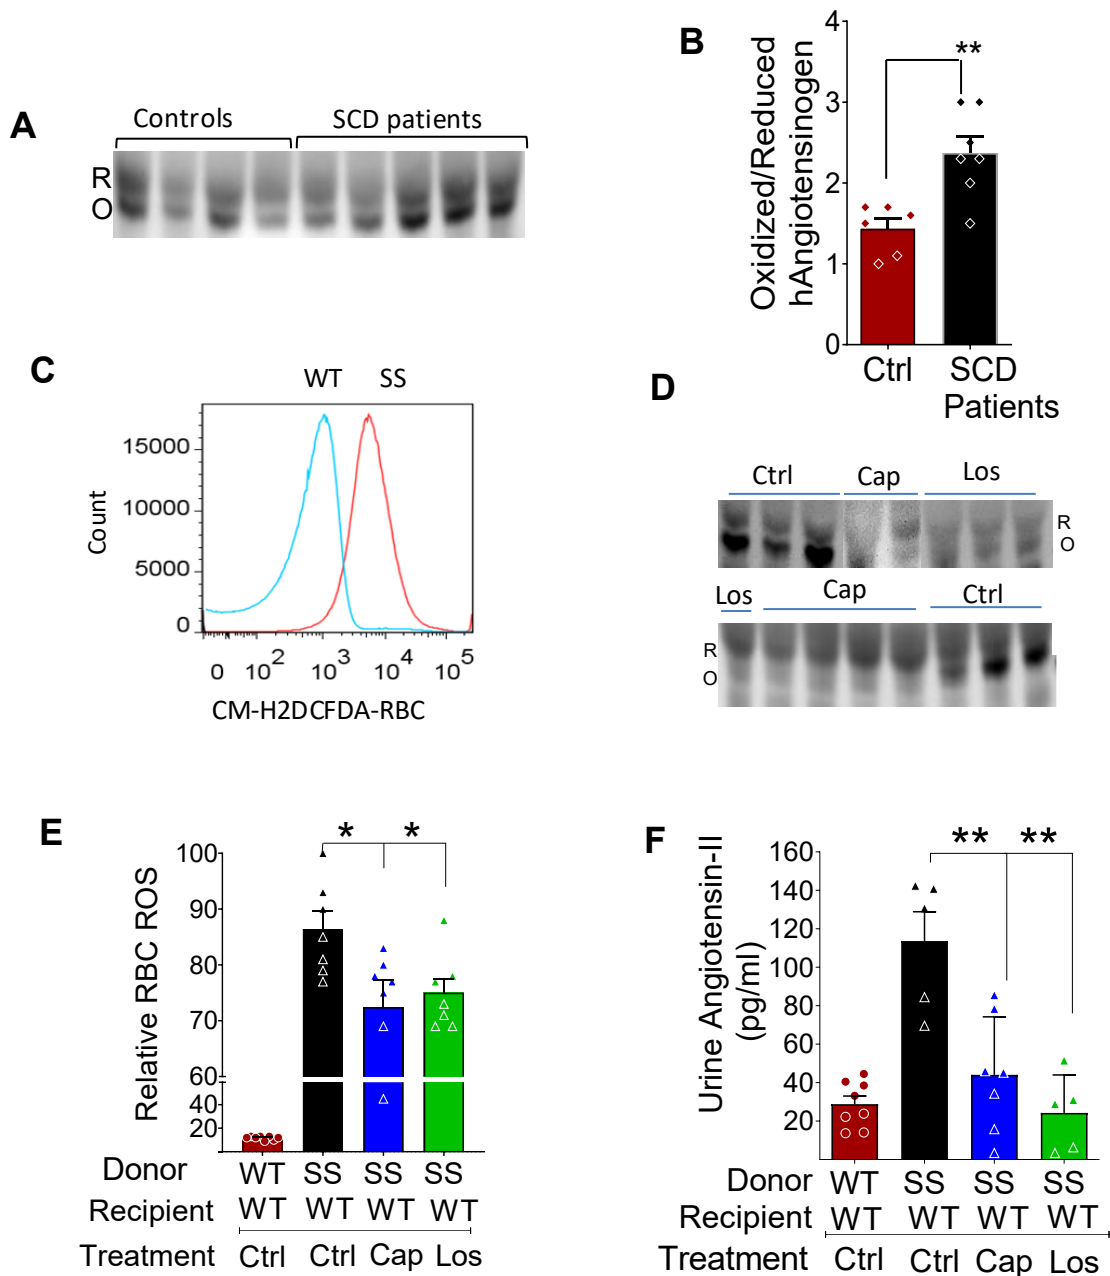 A
Controls
SCD patients
R
O
B
Oxidized/Reduced
hAngiotensinogen
4
3
2
1
0
**
Ctrl
SCD
Patients
C
WT
SS
Count
15000
10000
5000
0
0
10^2
10^3
10^4
10^5
CM-H2DCFDA-RBC
D
Ctrl
Cap
Los
R
O
Los
Cap
Ctrl
R
O
E
Relative RBC ROS
100
90
80
70
60
40
20
*
*
Donor
WT
SS
SS
SS
Recipient
WT
WT
WT
WT
Treatment
Ctrl
Ctrl
Cap
Los
F
Urine Angiotensin-II
(pg/ml)
160
140
120
100
80
60
40
20
**
**
Donor
WT
SS
SS
SS
Recipient
WT
WT
WT
WT
Treatment
Ctrl
Ctrl
Cap
Los